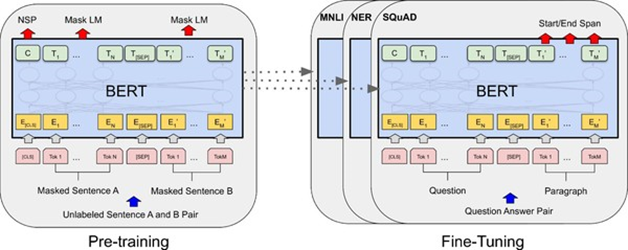 NSP Mask LM Mask LM
C T1 ... TN T[SEP] T1' ... TM'
BERT
E[CLS] E1 ... EN E[SEP] E1' ... EM'
[CLS] Tok 1 ... Tok N [SEP] Tok 1 ... TokM
Masked Sentence A Masked Sentence B
Unlabeled Sentence A and B Pair
Pre-training
MNLI NER SQuAD
Start/End Span
C T1 ... TN T[SEP] T1' ... TM'
BERT
E[CLS] E1 ... EN E[SEP] E1' ... EM'
[CLS] Tok 1 ... Tok N [SEP] Tok 1 ... TokM
Question Paragraph
Question Answer Pair
Fine-Tuning